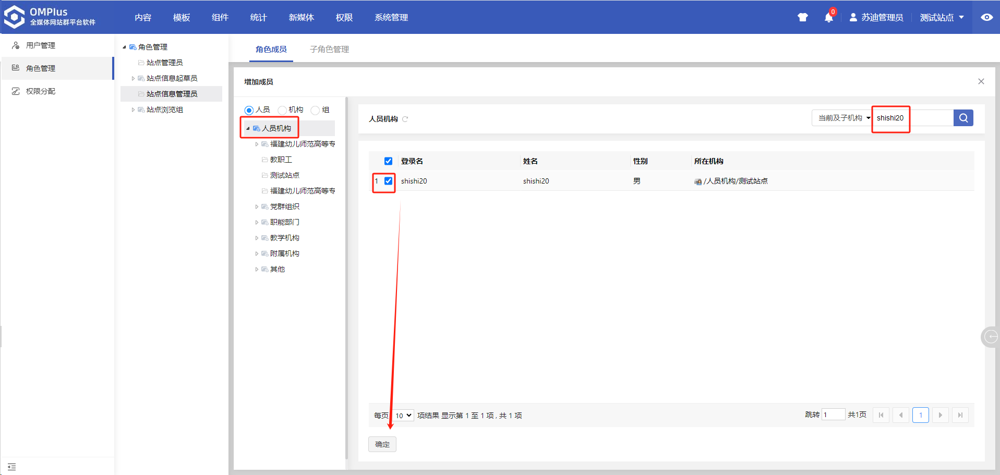 OMPlus
全媒体网站群平台软件
内容 模板 组件 统计 新媒体 权限 系统管理
0
苏迪管理员
测试站点
用户管理
角色管理
权限分配
角色管理
站点管理员
站点信息起草员
站点信息管理员
站点浏览组
角色成员 子角色管理
增加成员
人员 机构 组
人员机构
福建幼儿师范高等专
教职工
测试站点
福建幼儿师范高等专
党群组织
职能部门
教学机构
附属机构
其他
人员机构
当前及子机构 shishi20
登录名 姓名 性别 所在机构
1 shishi20 shishi20 男 /人员机构/测试站点
每页 10 项结果 显示第 1 至 1 项 , 共 1 项
跳转 1 共1页 1
确定